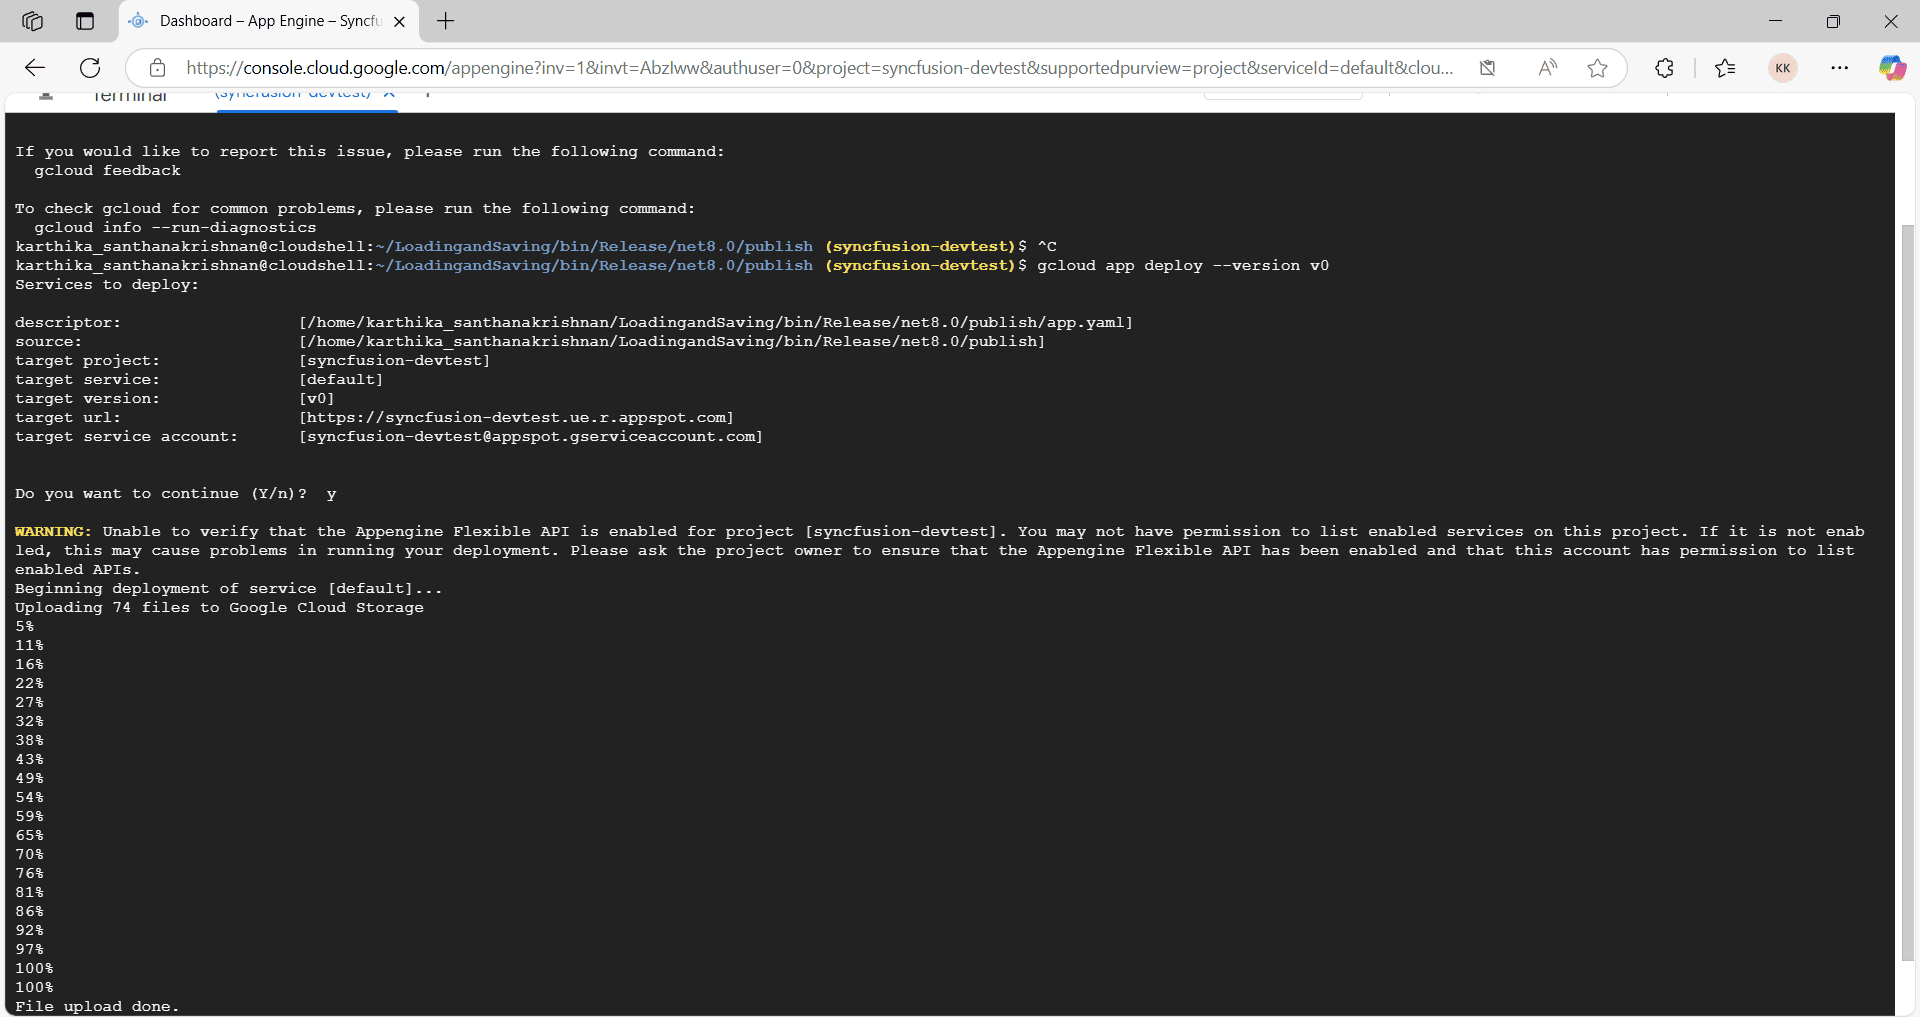 Dashboard – App Engine – Syncfu
https://console.cloud.google.com/appengine?inv=1&invt=AbzIww&authuser=0&project=syncfusion-devtest&supportedpurview=project&serviceId=default&clou...
KK
Terminal (syncfusion-devtest)
If you would like to report this issue, please run the following command:
gcloud feedback
To check gcloud for common problems, please run the following command:
gcloud info --run-diagnostics
karthika_santhanakrishnan@cloudshell:~/LoadingandSaving/bin/Release/net8.0/publish (syncfusion-devtest)$ ^C
karthika_santhanakrishnan@cloudshell:~/LoadingandSaving/bin/Release/net8.0/publish (syncfusion-devtest)$ gcloud app deploy --version v0
Services to deploy:
descriptor: [/home/karthika_santhanakrishnan/LoadingandSaving/bin/Release/net8.0/publish/app.yaml]
source: [/home/karthika_santhanakrishnan/LoadingandSaving/bin/Release/net8.0/publish]
target project: [syncfusion-devtest]
target service: [default]
target version: [v0]
target url: [https://syncfusion-devtest.ue.r.appspot.com]
target service account: [syncfusion-devtest@appspot.gserviceaccount.com]
Do you want to continue (Y/n)? y
WARNING: Unable to verify that the Appengine Flexible API is enabled for project [syncfusion-devtest]. You may not have permission to list enabled services on this project. If it is not enab
led, this may cause problems in running your deployment. Please ask the project owner to ensure that the Appengine Flexible API has been enabled and that this account has permission to list
enabled APIs.
Beginning deployment of service [default]...
Uploading 74 files to Google Cloud Storage
5%
11%
16%
22%
27%
32%
38%
43%
49%
54%
59%
65%
70%
76%
81%
86%
92%
97%
100%
100%
File upload done.